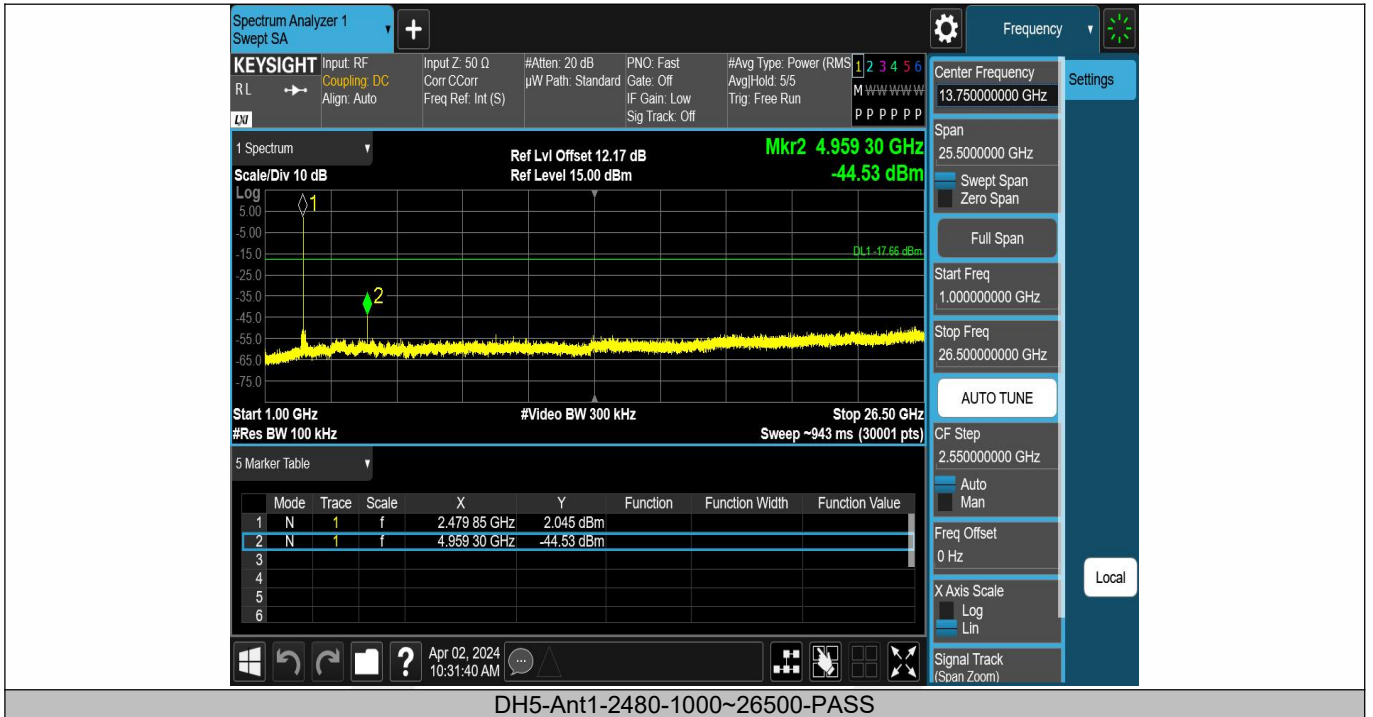 Spectrum Analyzer 1
Swept SA
+
Frequency
KEYSIGHT
RL
LXI
Input: RF
Coupling: DC
Align: Auto
Input Z: 50 Ω
Corr CCorr
Freq Ref: Int (S)
#Atten: 20 dB
µW Path: Standard
PNO: Fast
Gate: Off
IF Gain: Low
Sig Track: Off
#Avg Type: Power (RMS
Avg|Hold: 5/5
Trig: Free Run
1 2 3 4 5 6
M W W W W W
P P P P P P
1 Spectrum
Scale/Div 10 dB
Ref Lvl Offset 12.17 dB
Ref Level 15.00 dBm
Mkr2 4.959 30 GHz
-44.53 dBm
Log
5.00
-5.00
-15.0
-25.0
-35.0
-45.0
-55.0
-65.0
-75.0
1
2
DL1 -17.66 dBm
Start 1.00 GHz
#Video BW 300 kHz
Stop 26.50 GHz
#Res BW 100 kHz
Sweep ~943 ms (30001 pts)
5 Marker Table
Mode Trace Scale X Y Function Function Width Function Value
1 N 1 f 2.479 85 GHz 2.045 dBm
2 N 1 f 4.959 30 GHz -44.53 dBm
3
4
5
6
Center Frequency
13.750000000 GHz
Settings
Span
25.5000000 GHz
Swept Span
Zero Span
Full Span
Start Freq
1.000000000 GHz
Stop Freq
26.500000000 GHz
AUTO TUNE
CF Step
2.550000000 GHz
Auto
Man
Freq Offset
0 Hz
X Axis Scale
Log
Lin
Local
Signal Track
(Span Zoom)
?
Apr 02, 2024
10:31:40 AM
DH5-Ant1-2480-1000~26500-PASS